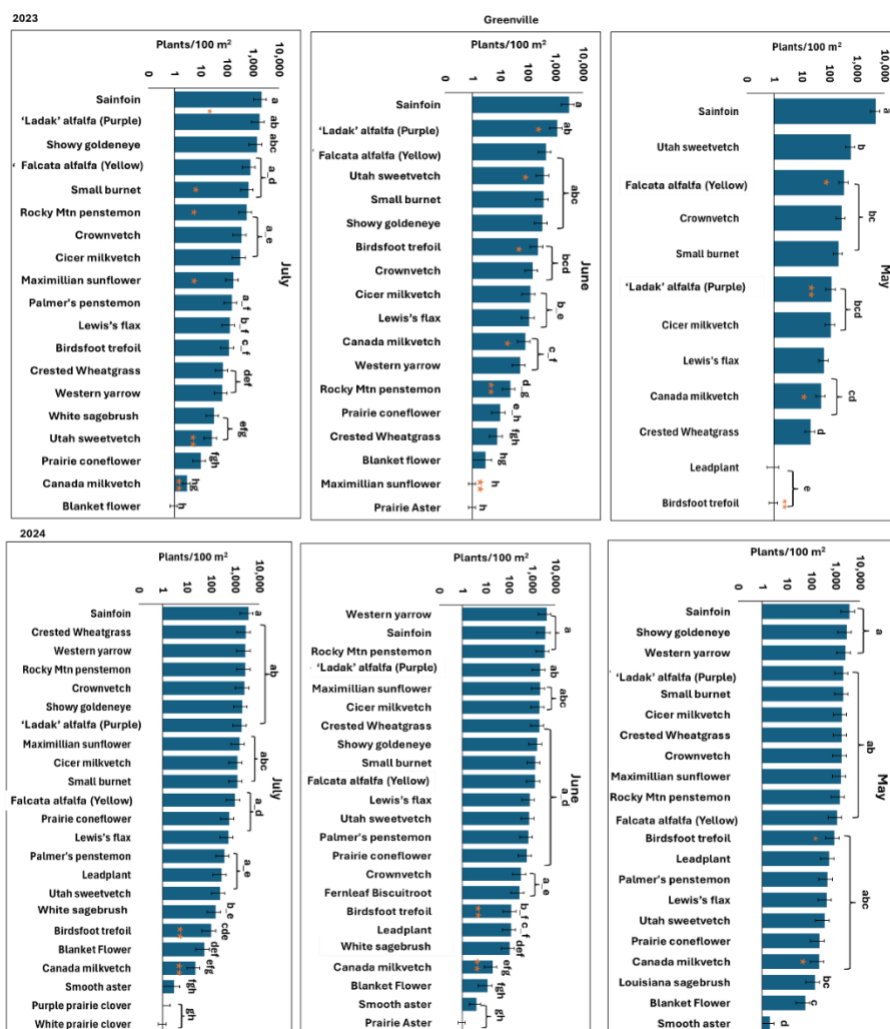 2023
Greenville
Plants/100 m²
0
1
10
100
1,000
10,000
Sainfoin a
'Ladak' alfalfa (Purple) ab
Showy goldeneye abc
Falcata alfalfa (Yellow)
a_d
Small burnet *
Rocky Mtn penstemon *
Crownvetch a_e
Cicer milkvetch
Maximillian sunflower *
Palmer's penstemon a_f
Lewis's flax b_f
Birdsfoot trefoil c_f
Crested Wheatgrass
def
Western yarrow
White sagebrush
efg
Utah sweetvetch **
Prairie coneflower fgh
Canada milkvetch ** hg
Blanket flower h
July
Plants/100 m²
0
1
10
100
1,000
10,000
Sainfoin a
'Ladak' alfalfa (Purple) * ab
Falcata alfalfa (Yellow)
Utah sweetvetch *
abc
Small burnet
Showy goldeneye
Birdsfoot trefoil *
bcd
Crownvetch
Cicer milkvetch
b_e
Lewis's flax
Canada milkvetch *
c_f
Western yarrow
Rocky Mtn penstemon ** d_g
Prairie coneflower e_h
Crested Wheatgrass fgh
Blanket flower hg
Maximillian sunflower ** h
Prairie Aster h
June
Plants/100 m²
0
1
10
100
1,000
10,000
Sainfoin a
Utah sweetvetch b
Falcata alfalfa (Yellow) *
Crownvetch bc
Small burnet
'Ladak' alfalfa (Purple) **
bcd
Cicer milkvetch
Lewis's flax
Canada milkvetch * cd
Crested Wheatgrass d
Leadplant
e
Birdsfoot trefoil **
May
2024
Plants/100 m²
0
1
10
100
1,000
10,000
Sainfoin a
Crested Wheatgrass
Western yarrow
Rocky Mtn penstemon ab
Crownvetch
Showy goldeneye
'Ladak' alfalfa (Purple)
Maximillian sunflower
Cicer milkvetch abc
Small burnet
Falcata alfalfa (Yellow)
a_d
Prairie coneflower
Lewis's flax
Palmer's penstemon
Leadplant a_e
Utah sweetvetch
White sagebrush b_e
Birdsfoot trefoil ** cde
Blanket Flower def
Canada milkvetch ** efg
Smooth aster fgh
Purple prairie clover
gh
White prairie clover
July
Plants/100 m²
0
1
10
100
1,000
10,000
Western yarrow
Sainfoin a
Rocky Mtn penstemon
'Ladak' alfalfa (Purple) ab
Maximillian sunflower
abc
Cicer milkvetch
Crested Wheatgrass
Showy goldeneye
Small burnet
Falcata alfalfa (Yellow)
a_d
Lewis's flax
Utah sweetvetch
Palmer's penstemon
Prairie coneflower
Crownvetch
a_e
Fernleaf Biscuitroot
Birdsfoot trefoil ** b_f
Leadplant c_f
White sagebrush def
Canada milkvetch ** efg
Blanket Flower fgh
Smooth aster
gh
Prairie Aster
June
Plants/100 m²
0
1
10
100
1,000
10,000
Sainfoin
Showy goldeneye a
Western yarrow
'Ladak' alfalfa (Purple)
Small burnet
Cicer milkvetch
Crested Wheatgrass
ab
Crownvetch
Maximillian sunflower
Rocky Mtn penstemon
Falcata alfalfa (Yellow)
Birdsfoot trefoil *
Leadplant
Palmer's penstemon
Lewis's flax abc
Utah sweetvetch
Prairie coneflower
Canada milkvetch *
Louisiana sagebrush bc
Blanket Flower c
Smooth aster d
May